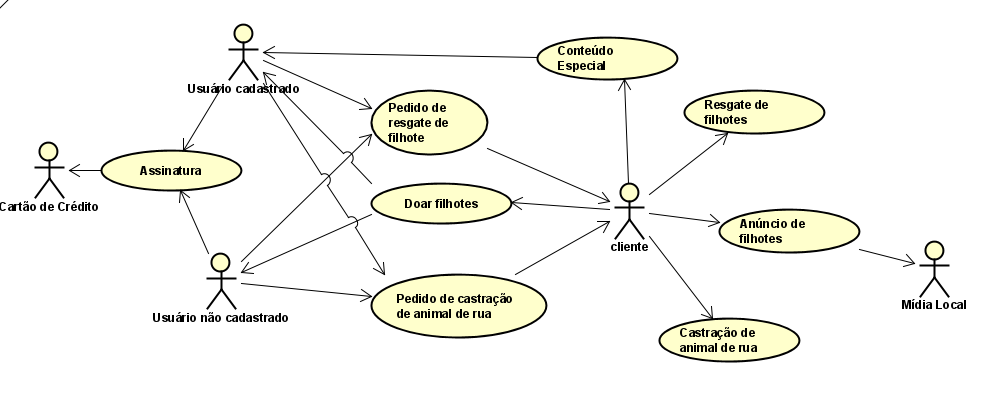 Usuário cadastrado
Conteúdo
Especial
Pedido de
resgate de
filhote
Resgate de
filhotes
Assinatura
Cartão de Crédito
Doar filhotes
cliente
Anúncio de
filhotes
Mídia Local
Usuário não cadastrado
Pedido de castração
de animal de rua
Castração de
animal de rua